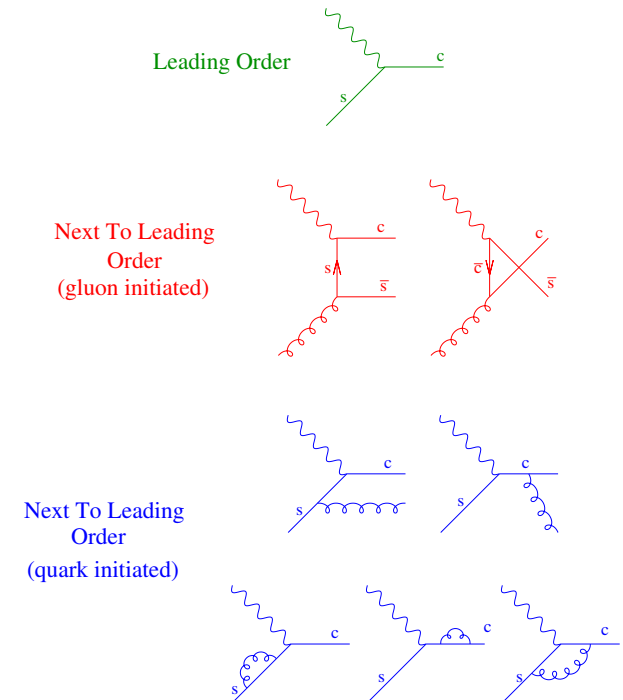 Leading Order
c
s
Next To Leading
Order
(gluon initiated)
c
s
s̅
c
c̅
s̅
Next To Leading
Order
(quark initiated)
c
s
c
s
c
s
c
s
c
s